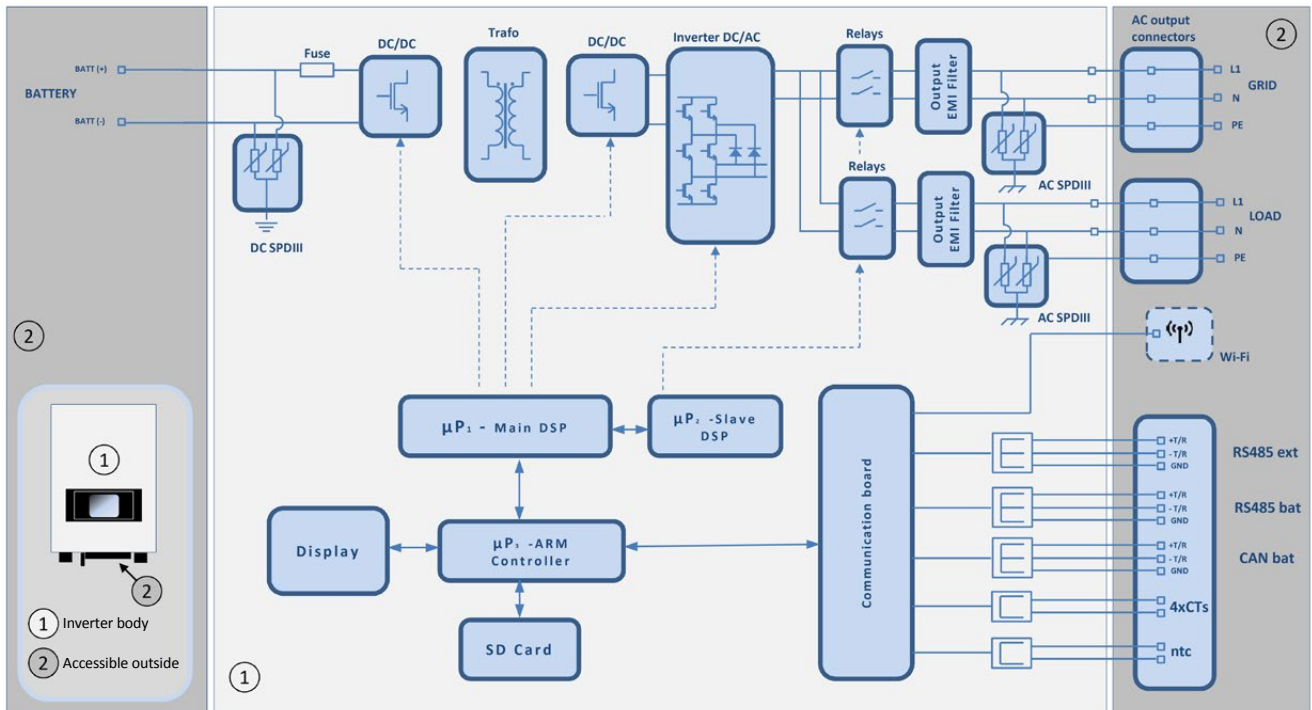 BATT (+)
BATTERY
BATT (-)
DC SPDIII
Fuse
DC/DC
Trafo
DC/DC
Inverter DC/AC
Relays
Output
EMI Filter
AC SPDIII
Relays
Output
EMI Filter
AC SPDIII
AC output
connectors
2
L1
GRID
N
PE
L1
LOAD
N
PE
Wi-Fi
2
1
2
1 Inverter body
2 Accessible outside
1
µP₁ - Main DSP
µP₂ -Slave
DSP
Display
µP₃ -ARM
Controller
SD Card
Communication board
+T/R
- T/R
GND
RS485 ext
+T/R
- T/R
GND
RS485 bat
+T/R
- T/R
GND
CAN bat
4xCTs
ntc